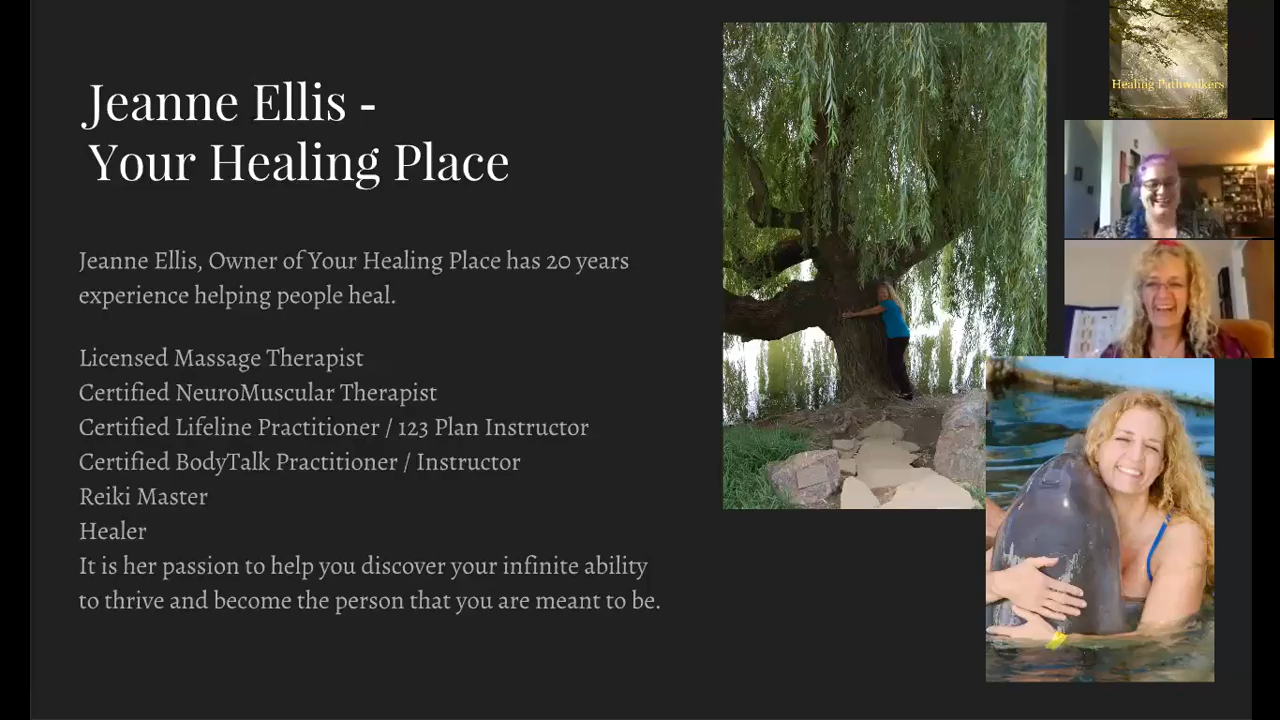 Jeanne Ellis -
Your Healing Place
Jeanne Ellis, Owner of Your Healing Place has 20 years
experience helping people heal.
Licensed Massage Therapist
Certified NeuroMuscular Therapist
Certified Lifeline Practitioner / 123 Plan Instructor
Certified BodyTalk Practitioner / Instructor
Reiki Master
Healer
It is her passion to help you discover your infinite ability
to thrive and become the person that you are meant to be.
Healing Pathwalkers